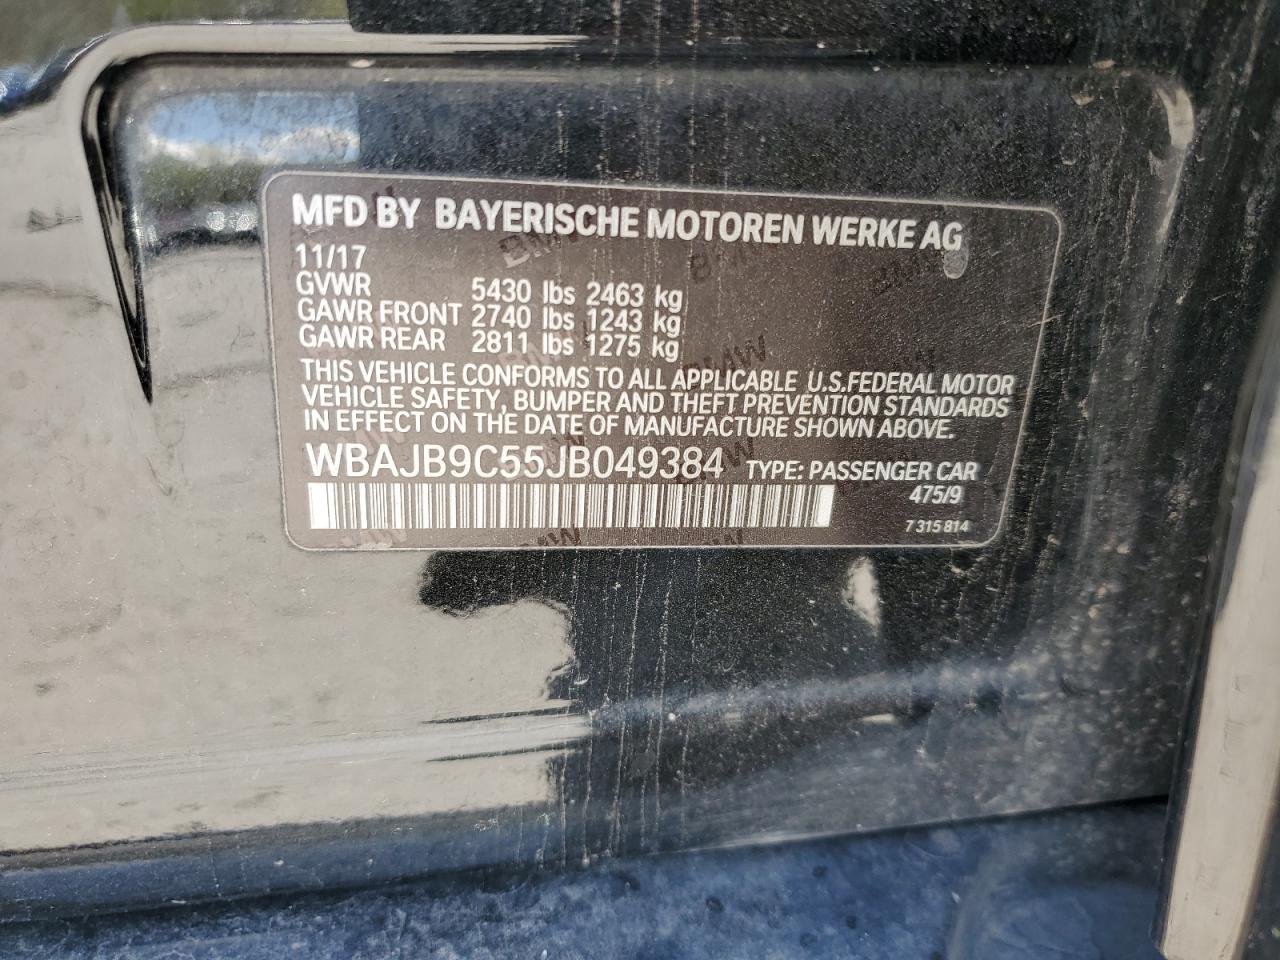 MFD BY BAYERISCHE MOTOREN WERKE AG
11/17
GVWR 5430 lbs 2463 kg
GAWR FRONT 2740 lbs 1243 kg
GAWR REAR 2811 lbs 1275 kg
THIS VEHICLE CONFORMS TO ALL APPLICABLE U.S.FEDERAL MOTOR
VEHICLE SAFETY, BUMPER AND THEFT PREVENTION STANDARDS
IN EFFECT ON THE DATE OF MANUFACTURE SHOWN ABOVE.
WBAJB9C55JB049384 TYPE: PASSENGER CAR
475/9
7 315 814